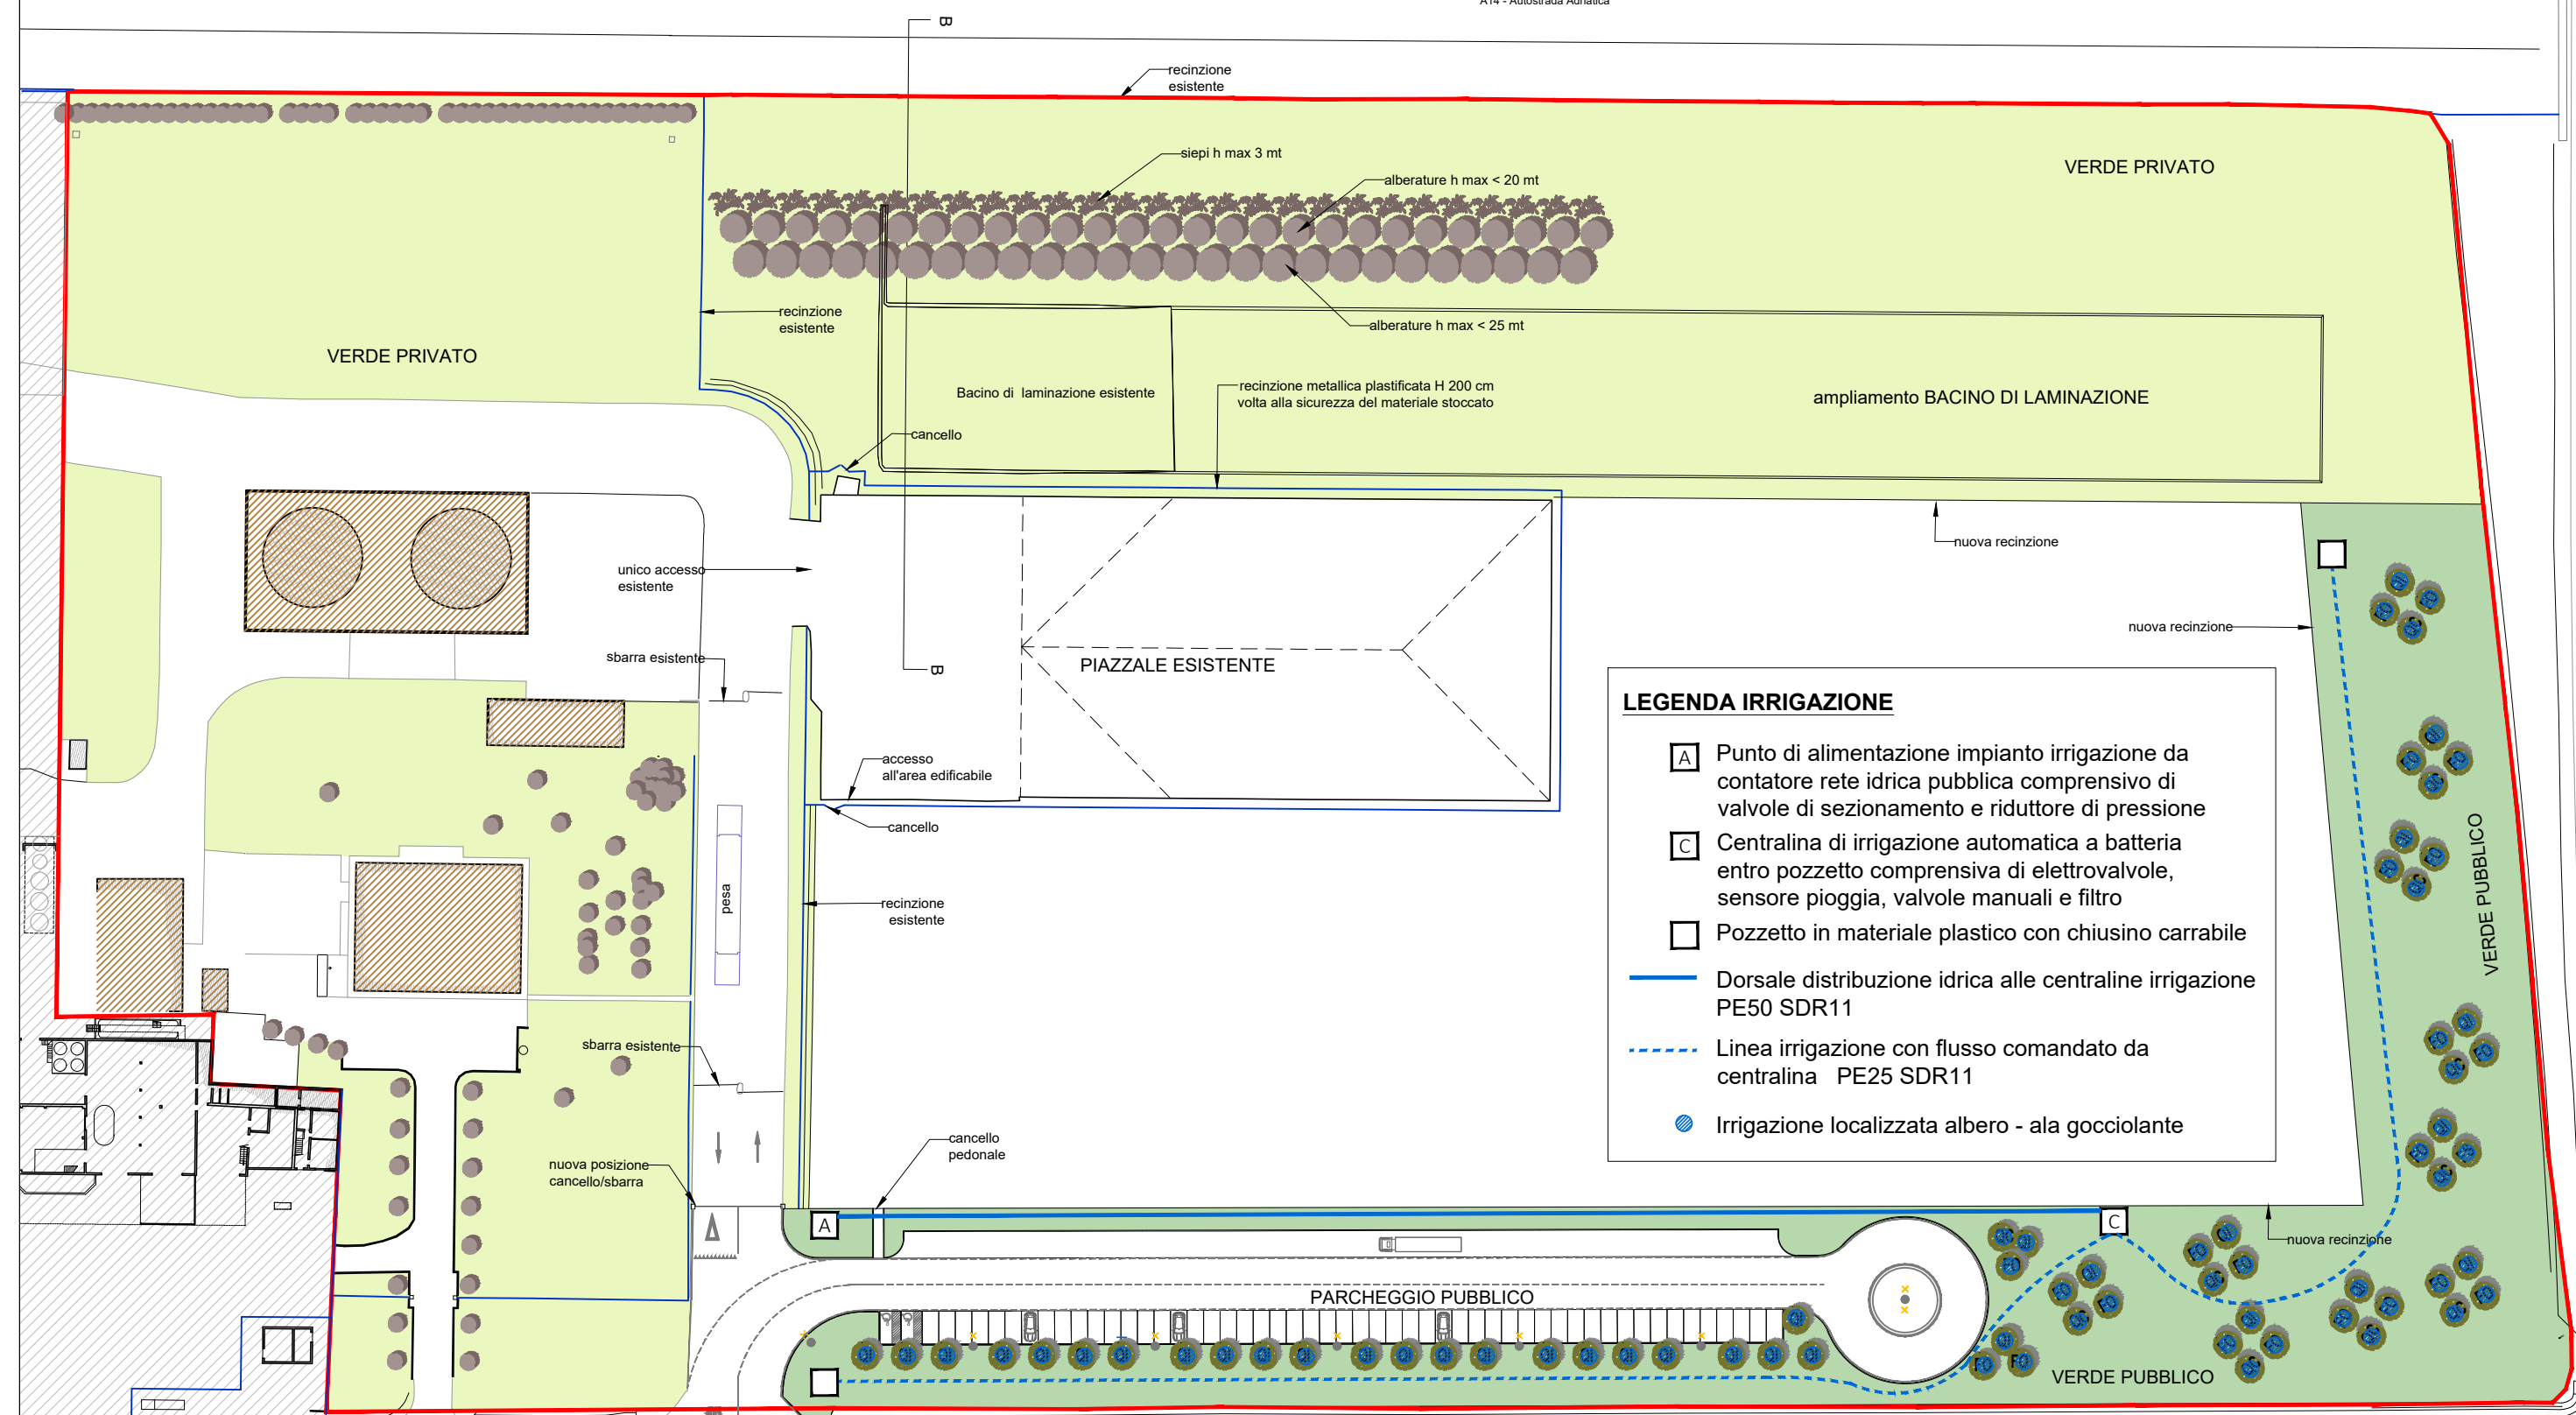 A14 - Autostrada Adriatica
B
recinzione
esistente
siepi h max 3 mt
alberature h max < 20 mt
VERDE PRIVATO
recinzione
esistente
alberature h max < 25 mt
VERDE PRIVATO
Bacino di laminazione esistente
recinzione metallica plastificata H 200 cm
volta alla sicurezza del materiale stoccato
ampliamento BACINO DI LAMINAZIONE
cancello
nuova recinzione
unico accesso
esistente
nuova recinzione
sbarra esistente
B
PIAZZALE ESISTENTE
LEGENDA IRRIGAZIONE
A Punto di alimentazione impianto irrigazione da
contatore rete idrica pubblica comprensivo di
valvole di sezionamento e riduttore di pressione
C Centralina di irrigazione automatica a batteria
entro pozzetto comprensiva di elettrovalvole,
sensore pioggia, valvole manuali e filtro
Pozzetto in materiale plastico con chiusino carrabile
Dorsale distribuzione idrica alle centraline irrigazione
PE50 SDR11
Linea irrigazione con flusso comandato da
centralina PE25 SDR11
Irrigazione localizzata albero - ala gocciolante
accesso
all'area edificabile
cancello
pesa
recinzione
esistente
VERDE PUBBLICO
sbarra esistente
cancello
pedonale
nuova posizione
cancello/sbarra
A
C
nuova recinzione
PARCHEGGIO PUBBLICO
VERDE PUBBLICO